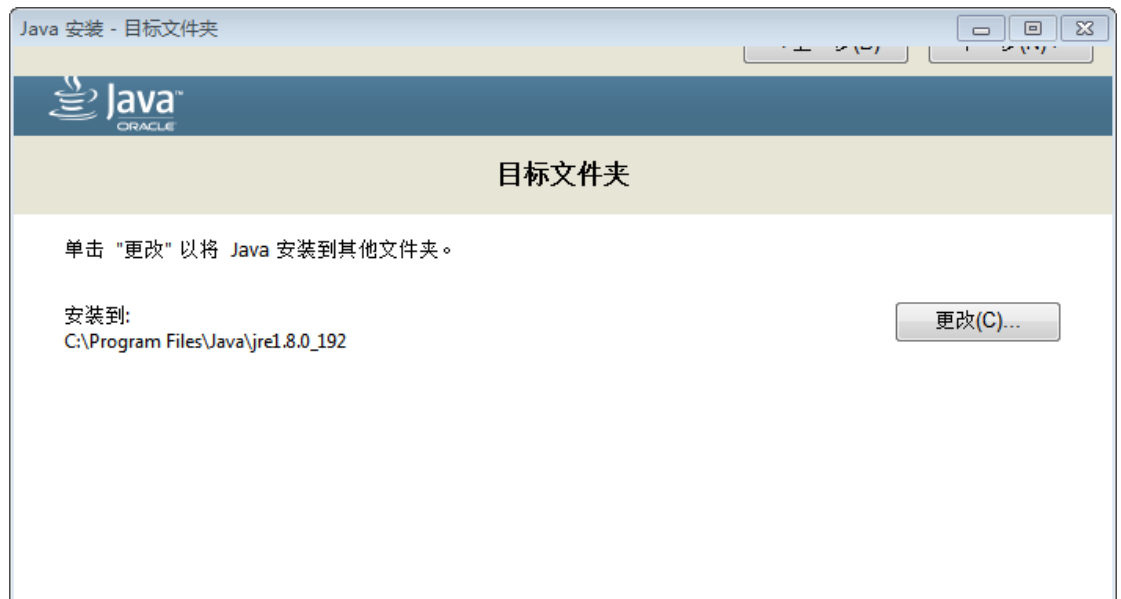 Java 安装 - 目标文件夹
Java™
ORACLE
目标文件夹
单击 "更改" 以将 Java 安装到其他文件夹。
安装到:
更改(C)...
C:\Program Files\Java\jre1.8.0_192